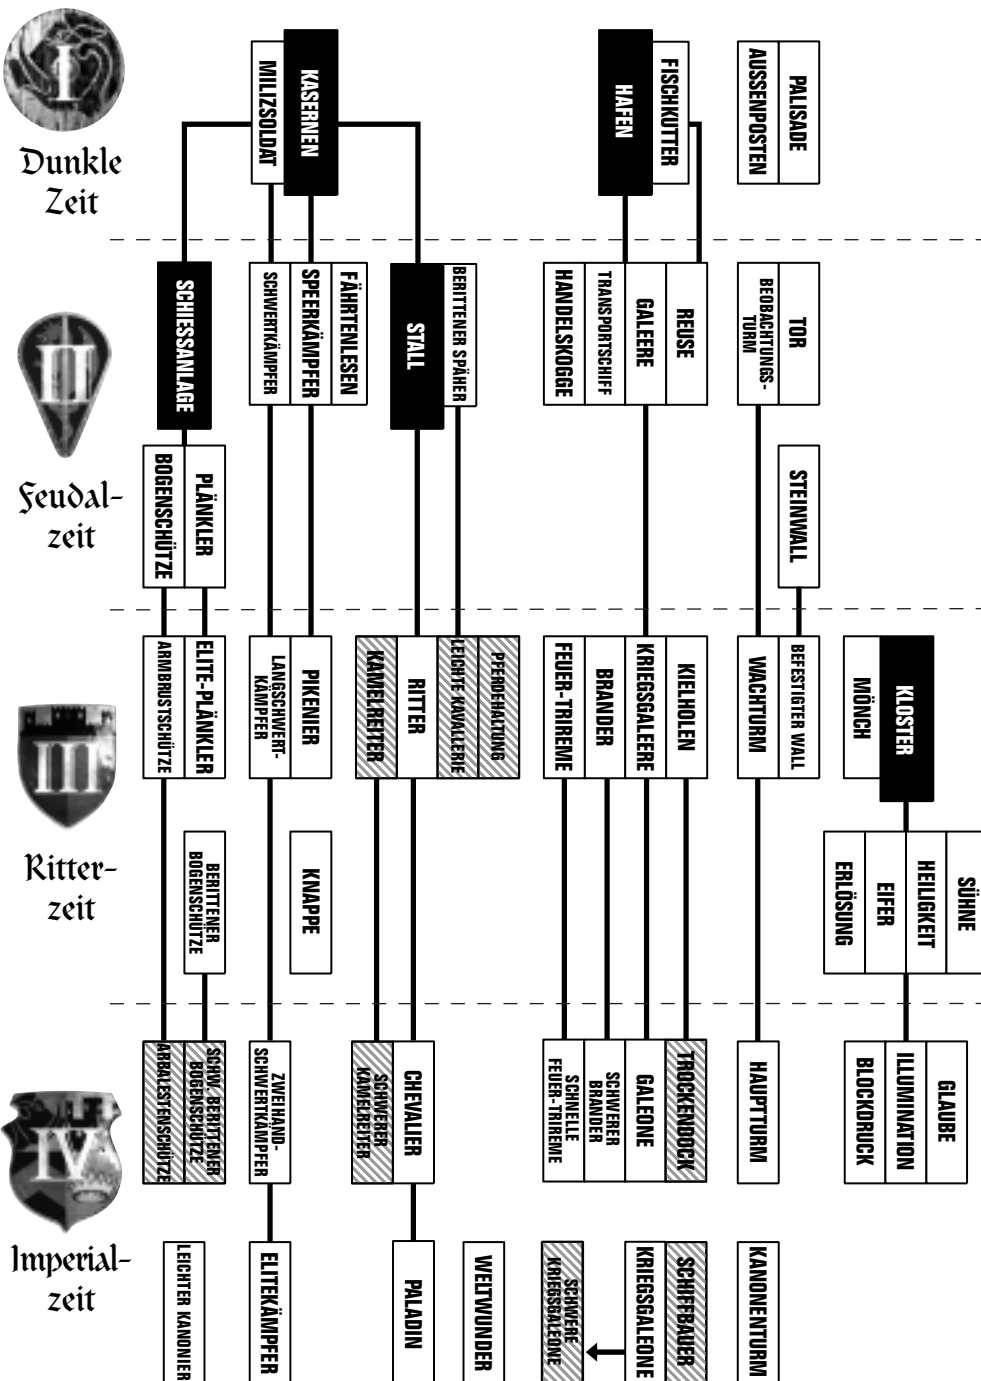 I
Dunkle
Zeit
MILIZSOLDAT
KASERNEN
HAFEN
FISCHKUTTER
AUSSENPOSTEN
PALISADE
II
Feudal-
zeit
SCHIESSANLAGE
SCHWERTKÄMPFER
SPEERKÄMPFER
FÄHRTENLESEN
STALL
BERITTENER SPÄHER
HANDELSKOGGE
TRANSPORTSCHIFF
GALEERE
REUSE
BEOBACHTUNGS-
TURM
TOR
BOGENSCHÜTZE
PLÄNKLER
STEINWALL
III
Ritter-
zeit
ARMBRUSTSCHÜTZE
ELITE-PLÄNKLER
LANGSCHWERT-
KÄMPFER
PIKENIER
KAMELREITER
RITTER
LEICHTE KAVALLERIE
PFERDEHALTUNG
FEUER-TRIREME
BRANDER
KRIEGSGALEERE
KIELHOLEN
WACHTURM
BEFESTIGTER WALL
MÖNCH
KLOSTER
BERITTENER
BOGENSCHÜTZE
KNAPPE
ERLÖSUNG
EIFER
HEILIGKEIT
SÜHNE
IV
Imperial-
zeit
ARBALESTENSCHÜTZE
SCHW. BERITTENER
BOGENSCHÜTZE
ZWEIHAND-
SCHWERTKÄMPFER
SCHWERER
KAMELREITER
CHEVALIER
SCHNELLE
FEUER-TRIREME
SCHWERER
BRANDER
GALEONE
TROCKENDOCK
HAUPTTURM
BLOCKDRUCK
ILLUMINATION
GLAUBE
LEICHTER KANONIER
ELITEKÄMPFER
PALADIN
WELTWUNDER
SCHWERE
KRIEGSGALEONE
KRIEGSGALEONE
SCHIFFBAUER
KANONENTURM